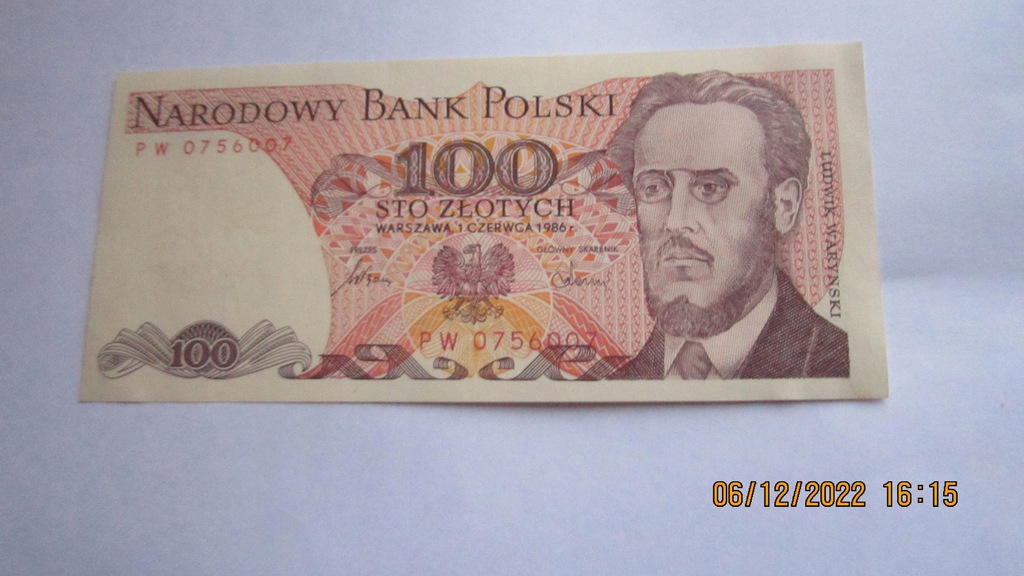 NARODOWY BANK POLSKI
PW 0756007
100
STO ZŁOTYCH
WARSZAWA, 1 CZERWCA 1986 r.
PREZES
GŁÓWNY SKARBNIK
PW 0756007
100
LUDWIK WARYŃSKI
06/12/2022 16:15